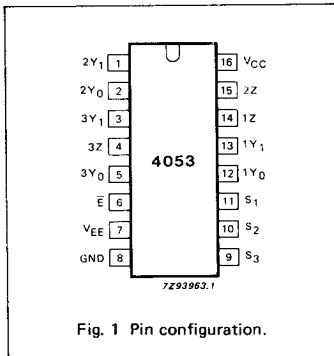 2Y1 1 16 VCC
2Y0 2 15 2Z
3Y1 3 14 1Z
3Z 4 13 1Y1
4053
3Y0 5 12 1Y0
E̅ 6 11 S1
VEE 7 10 S2
GND 8 9 S3
7Z93963.1
Fig. 1 Pin configuration.